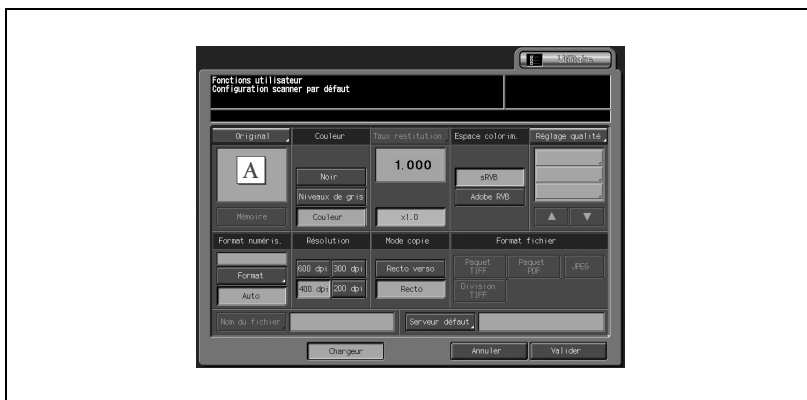 Utilitaire
Fonctions utilisateur
Configuration scanner par défaut
Original
Couleur
Taux restitution
Espace colorim.
Réglage qualité
A
Noir
Niveaux de gris
Couleur
Mémoire
1.000
x1.0
sRVB
Adobe RVB
Format numéris.
Résolution
Mode copie
Format fichier
Format
Auto
600 dpi 300 dpi
400 dpi 200 dpi
Recto verso
Recto
Paquet TIFF
Paquet PDF
JPEG
Division TIFF
Nom du fichier
Serveur défaut
Chargeur
Annuler
Valider